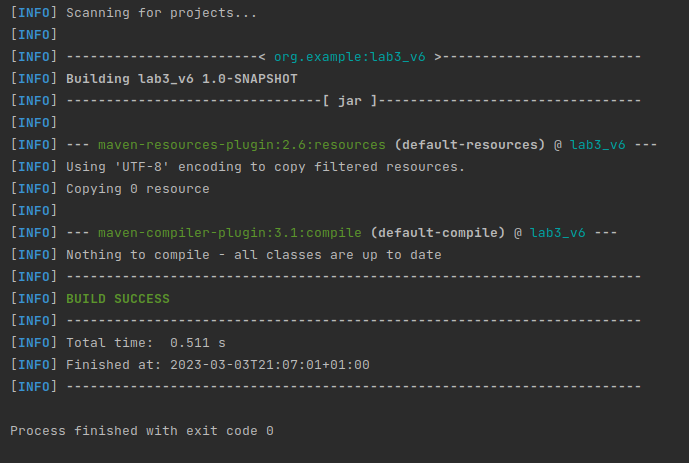 [INFO] Scanning for projects...
[INFO]
[INFO] ------------------------< org.example:lab3_v6 >-------------------------
[INFO] Building lab3_v6 1.0-SNAPSHOT
[INFO] --------------------------------[ jar ]---------------------------------
[INFO]
[INFO] --- maven-resources-plugin:2.6:resources (default-resources) @ lab3_v6 ---
[INFO] Using 'UTF-8' encoding to copy filtered resources.
[INFO] Copying 0 resource
[INFO]
[INFO] --- maven-compiler-plugin:3.1:compile (default-compile) @ lab3_v6 ---
[INFO] Nothing to compile - all classes are up to date
[INFO] ------------------------------------------------------------------------
[INFO] BUILD SUCCESS
[INFO] ------------------------------------------------------------------------
[INFO] Total time:  0.511 s
[INFO] Finished at: 2023-03-03T21:07:01+01:00
[INFO] ------------------------------------------------------------------------
Process finished with exit code 0